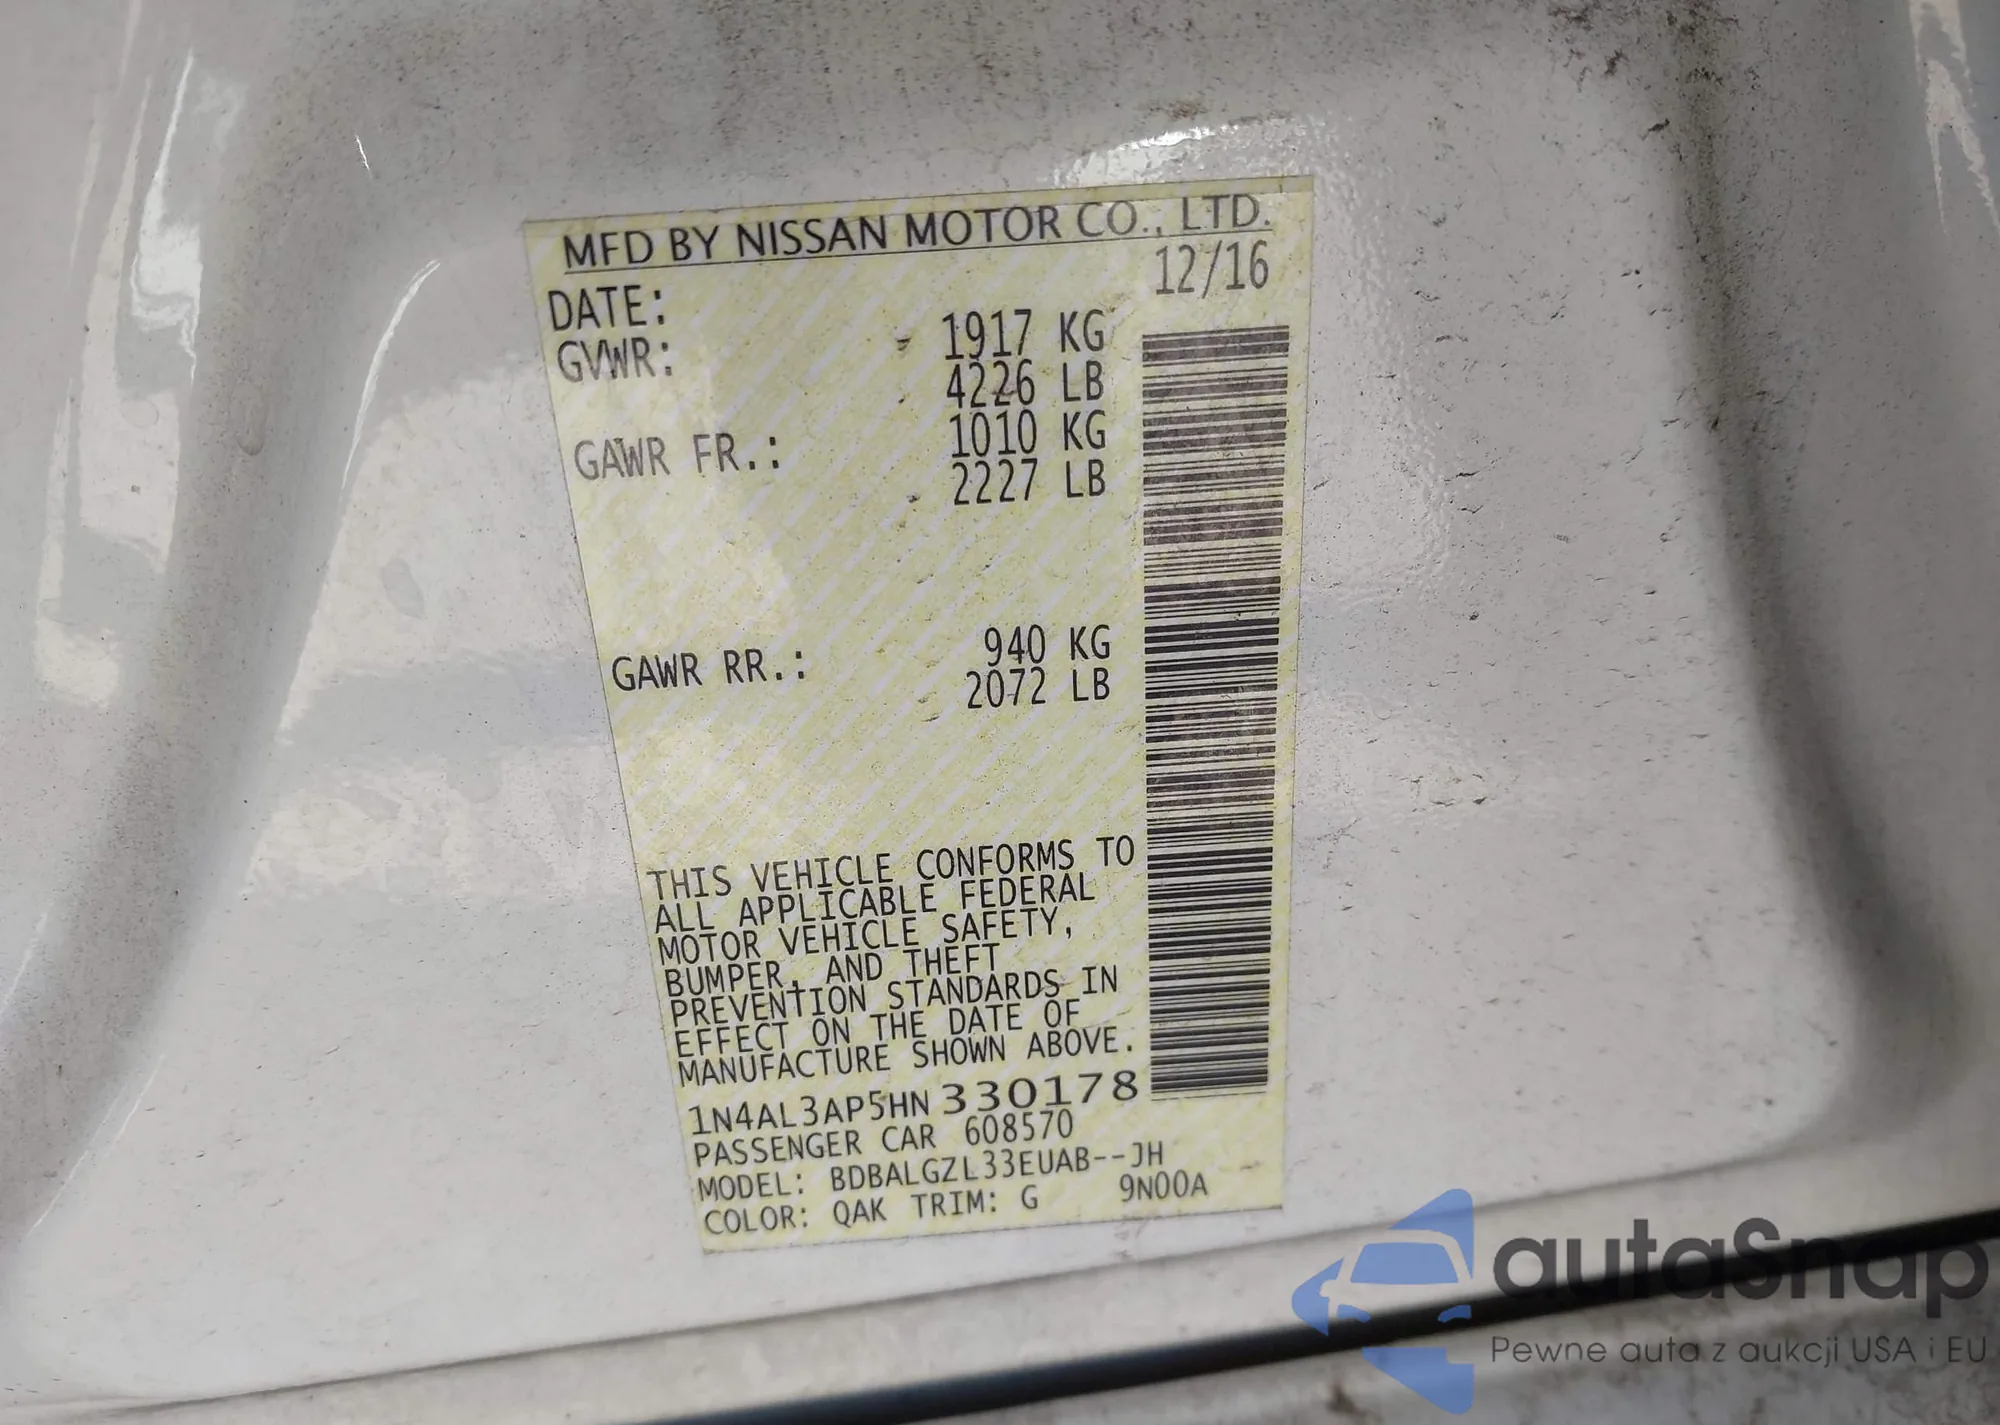 MFD BY NISSAN MOTOR CO., LTD.
DATE: 12/16
GVWR: 1917 KG
4226 LB
GAWR FR.: 1010 KG
2227 LB
GAWR RR.: 940 KG
2072 LB
THIS VEHICLE CONFORMS TO
ALL APPLICABLE FEDERAL
MOTOR VEHICLE SAFETY,
BUMPER, AND THEFT
PREVENTION STANDARDS IN
EFFECT ON THE DATE OF
MANUFACTURE SHOWN ABOVE.
1N4AL3AP5HN330178
PASSENGER CAR 608570
MODEL: BDBALGZL33EUAB--JH
COLOR: QAK TRIM: G 9N00A
autaSnap
Pewne auta z aukcji USA i EU